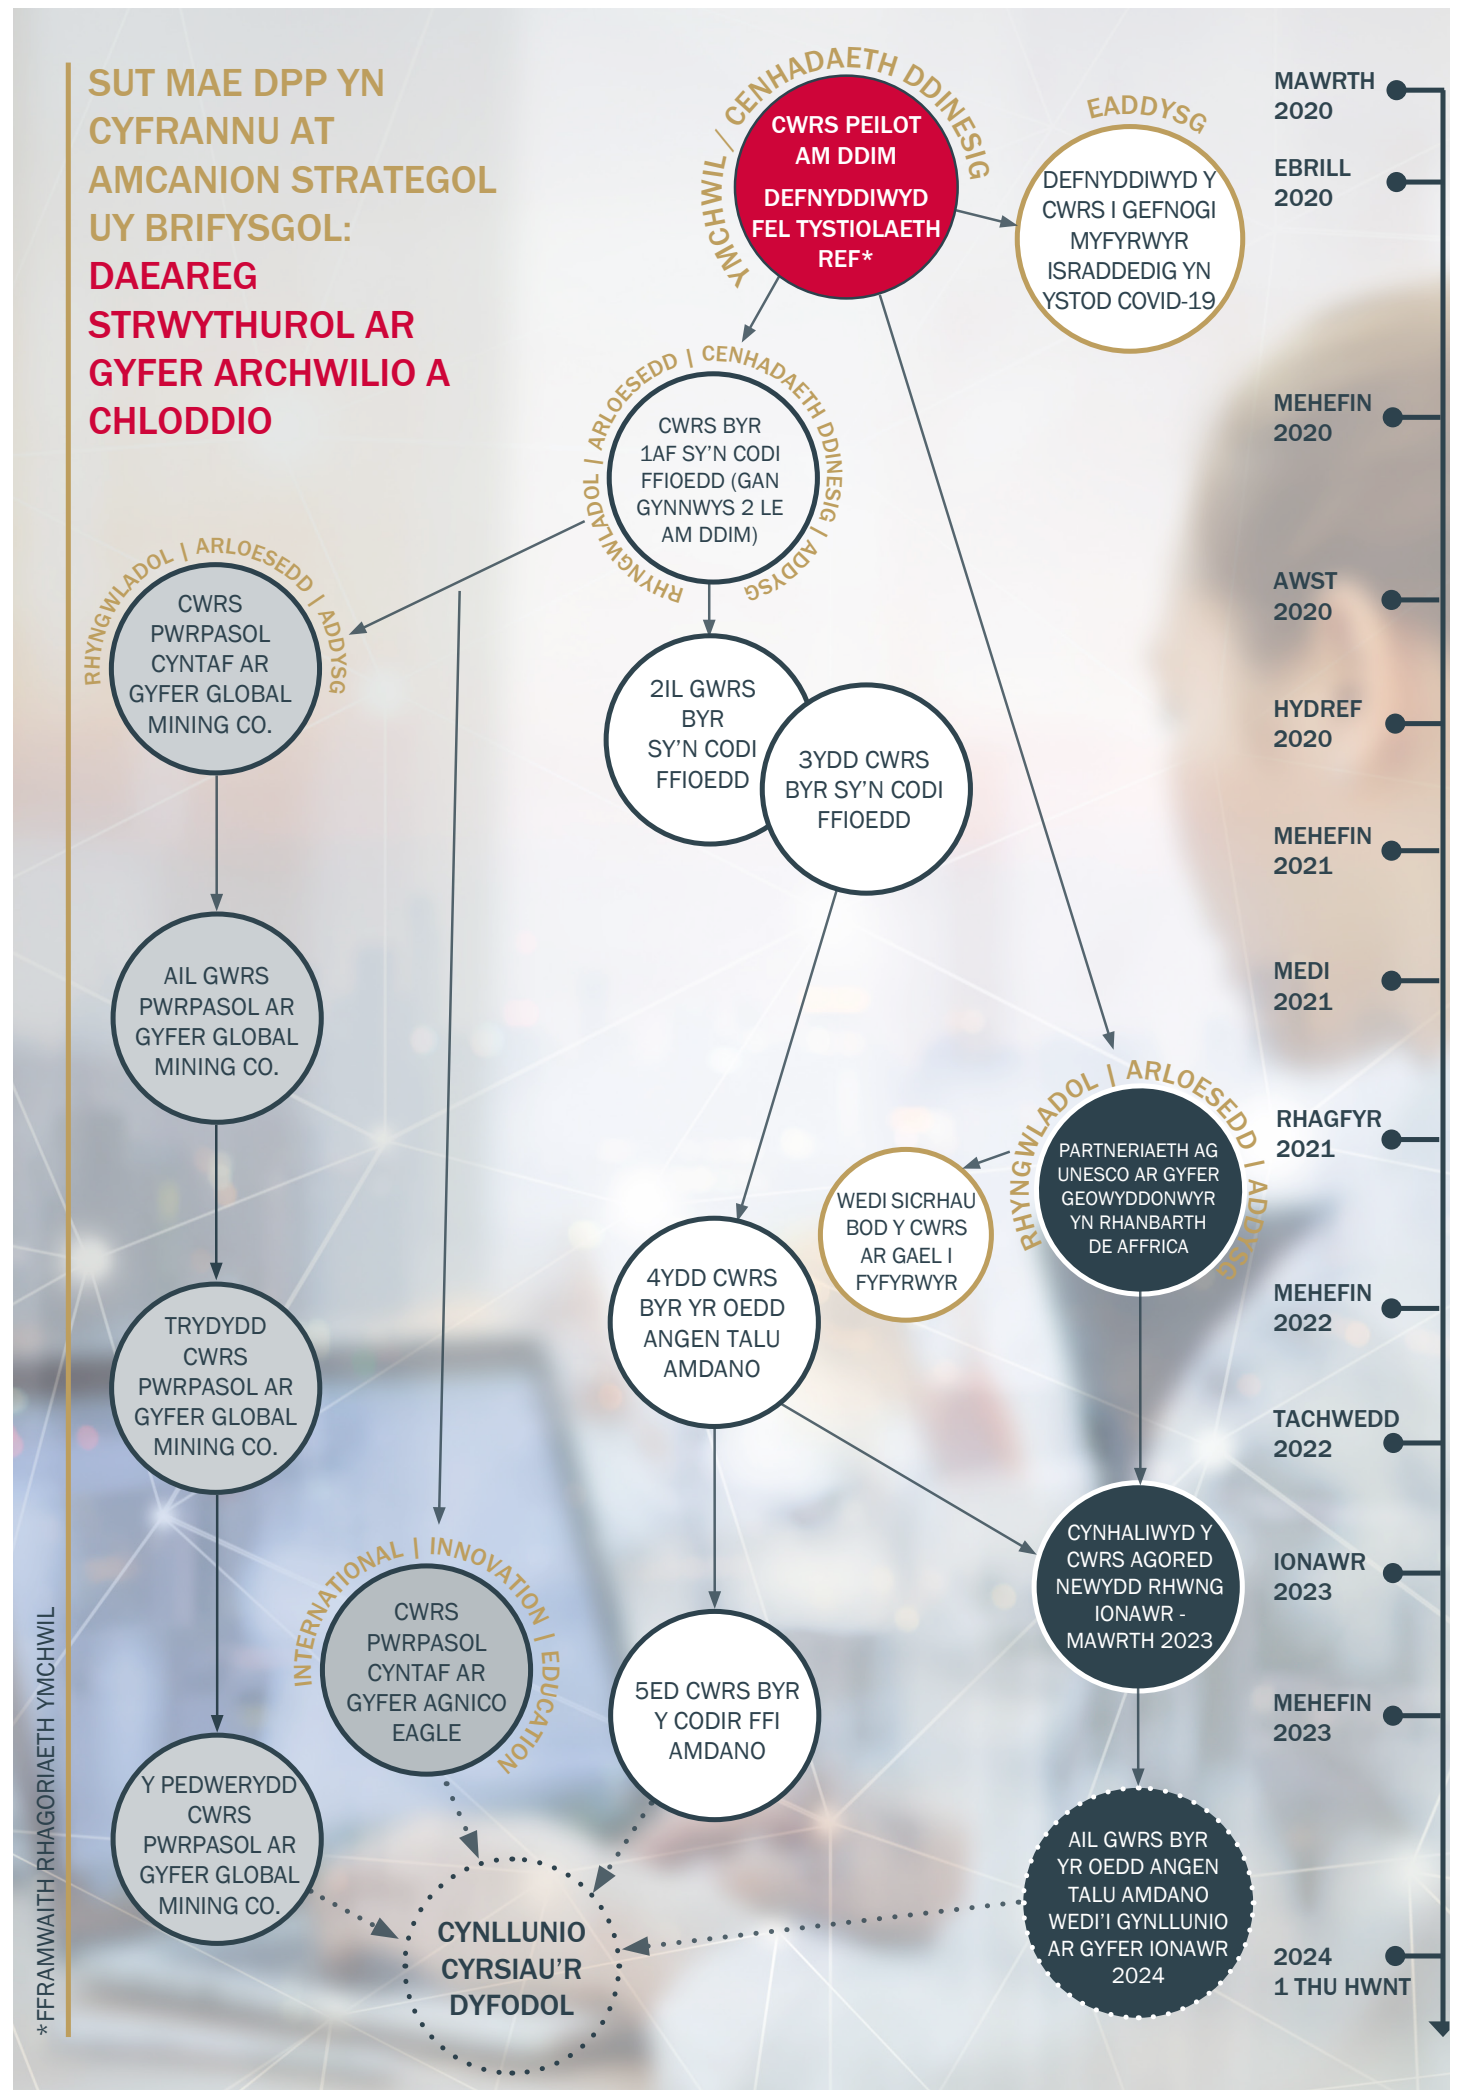 SUT MAE DPP YN
CYFRANNU AT
AMCANION STRATEGOL
UY BRIFYSGOL:
DAEAREG
STRWYTHUROL AR
GYFER ARCHWILIO A
CHLODDIO
YMCHWIL / CENHADAETH DDINESIG
CWRS PEILOT
AM DDIM
DEFNYDDIWYD
FEL TYSTIOLAETH
REF*
EADDYSG
DEFNYDDIWYD Y
CWRS I GEFNOGI
MYFYRWYR
ISRADDEDIG YN
YSTOD COVID-19
RHYNGWLADOL | ARLOESEDD | CENHADAETH DDINESIG | ADDYSG
CWRS BYR
1AF SY'N CODI
FFIOEDD (GAN
GYNNWYS 2 LE
AM DDIM)
RHYNGWLADOL | ARLOESEDD | ADDYSG
CWRS
PWRPASOL
CYNTAF AR
GYFER GLOBAL
MINING CO.
2IL GWRS
BYR
SY'N CODI
FFIOEDD
3YDD CWRS
BYR SY'N CODI
FFIOEDD
AIL GWRS
PWRPASOL AR
GYFER GLOBAL
MINING CO.
RHYNGWLADOL | ARLOESEDD | ADDYSG
PARTNERIAETH AG
UNESCO AR GYFER
GEOWYDDONWYR
YN RHANBARTH
DE AFFRICA
WEDI SICRHAU
BOD Y CWRS
AR GAEL I
FYFYRWYR
4YDD CWRS
BYR YR OEDD
ANGEN TALU
AMDANO
TRYDYDD
CWRS
PWRPASOL AR
GYFER GLOBAL
MINING CO.
CYNHALIWYD Y
CWRS AGORED
NEWYDD RHWNG
IONAWR -
MAWRTH 2023
INTERNATIONAL | INNOVATION | EDUCATION
CWRS
PWRPASOL
CYNTAF AR
GYFER AGNICO
EAGLE
5ED CWRS BYR
Y CODIR FFI
AMDANO
Y PEDWERYDD
CWRS
PWRPASOL AR
GYFER GLOBAL
MINING CO.
AIL GWRS BYR
YR OEDD ANGEN
TALU AMDANO
WEDI'I GYNLLUNIO
AR GYFER IONAWR
2024
CYNLLUNIO
CYRSIAU'R
DYFODOL
*FFRAMWAITH RHAGORIAETH YMCHWIL
MAWRTH
2020
EBRILL
2020
MEHEFIN
2020
AWST
2020
HYDREF
2020
MEHEFIN
2021
MEDI
2021
RHAGFYR
2021
MEHEFIN
2022
TACHWEDD
2022
IONAWR
2023
MEHEFIN
2023
2024
1 THU HWNT